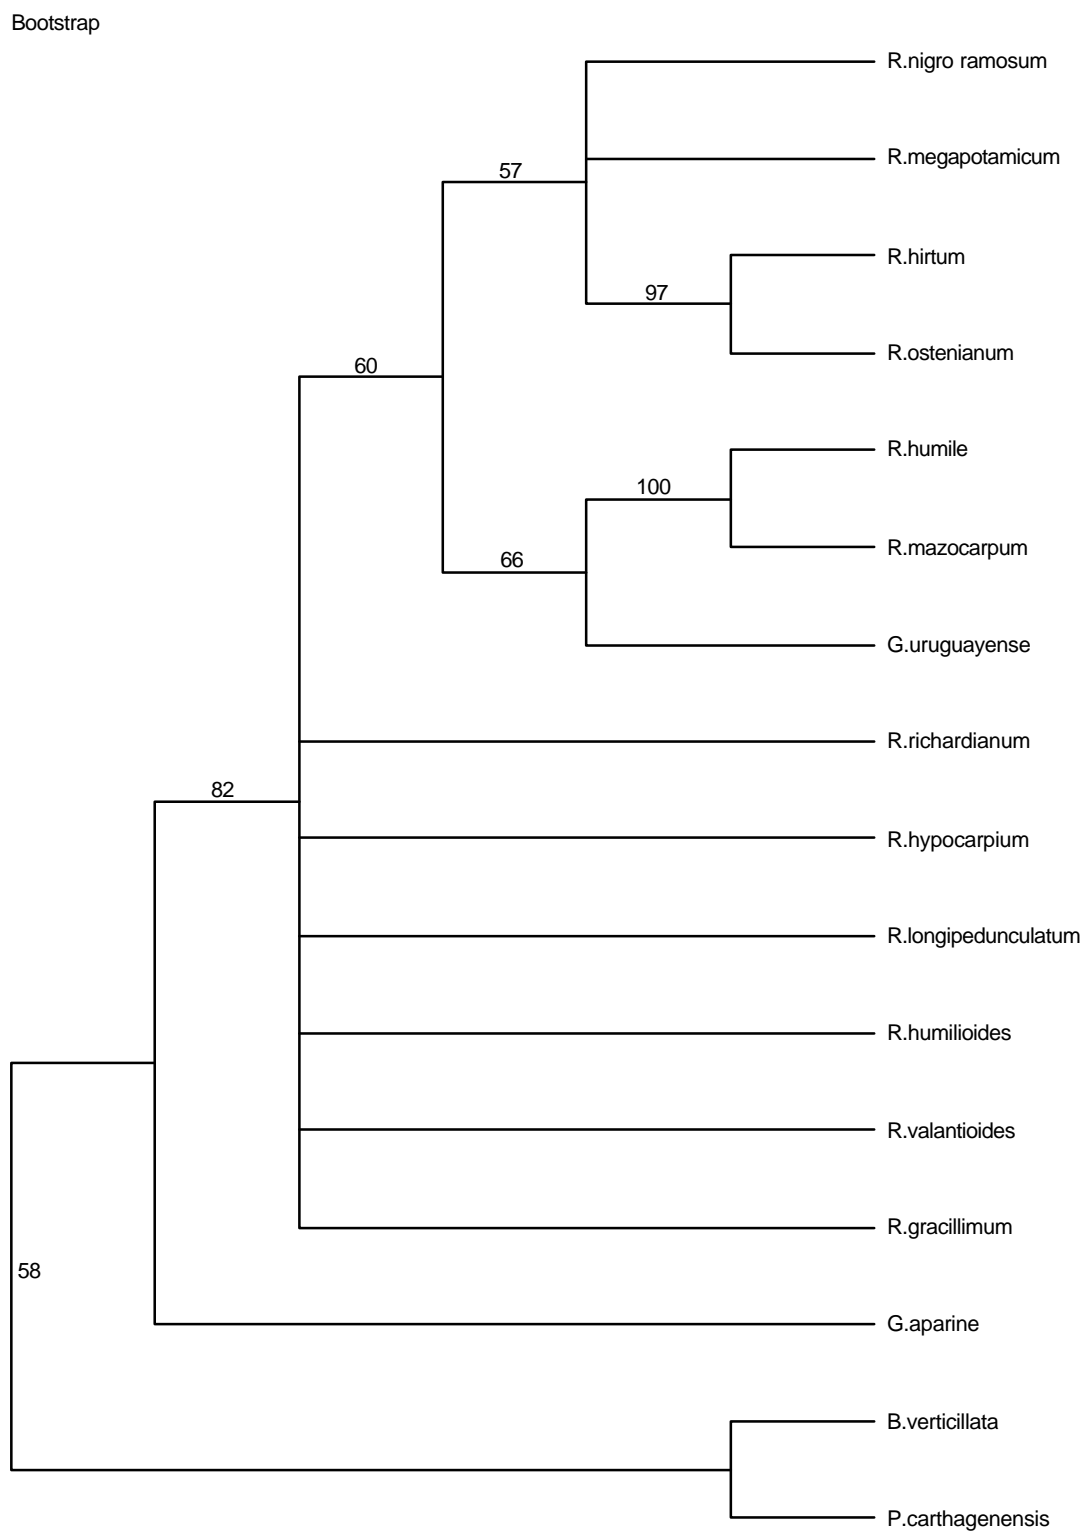 Bootstrap
R.nigro ramosum
R.megapotamicum
57
R.hirtum
97
R.ostenianum
60
R.humile
100
R.mazocarpum
66
G.uruguayense
R.richardianum
82
R.hypocarpium
R.longipedunculatum
R.humilioides
R.valantioides
R.gracillimum
58
G.aparine
B.verticillata
P.carthagenensis